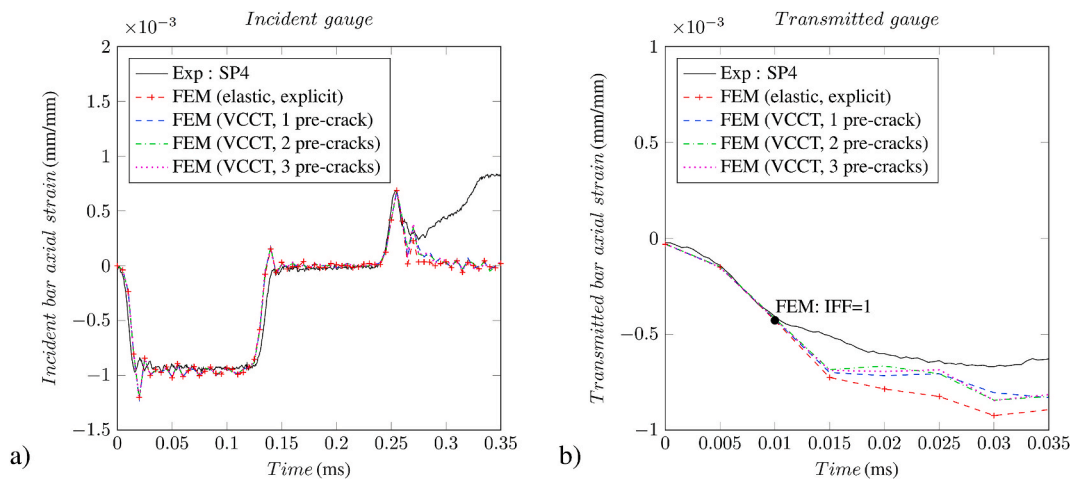 ×10−3
Incident gauge
2
1.5
1
0.5
0
−0.5
−1
−1.5
Incident bar axial strain (mm/mm)
Exp : SP4
FEM (elastic, explicit)
FEM (VCCT, 1 pre-crack)
FEM (VCCT, 2 pre-cracks)
FEM (VCCT, 3 pre-cracks)
0 0.05 0.1 0.15 0.2 0.25 0.3 0.35
Time (ms)
a)
×10−3
Transmitted gauge
1
0.5
0
−0.5
−1
Transmitted bar axial strain (mm/mm)
Exp : SP4
FEM (elastic, explicit)
FEM (VCCT, 1 pre-crack)
FEM (VCCT, 2 pre-cracks)
FEM (VCCT, 3 pre-cracks)
FEM: IFF=1
0 0.005 0.01 0.015 0.02 0.025 0.03 0.035
Time (ms)
b)